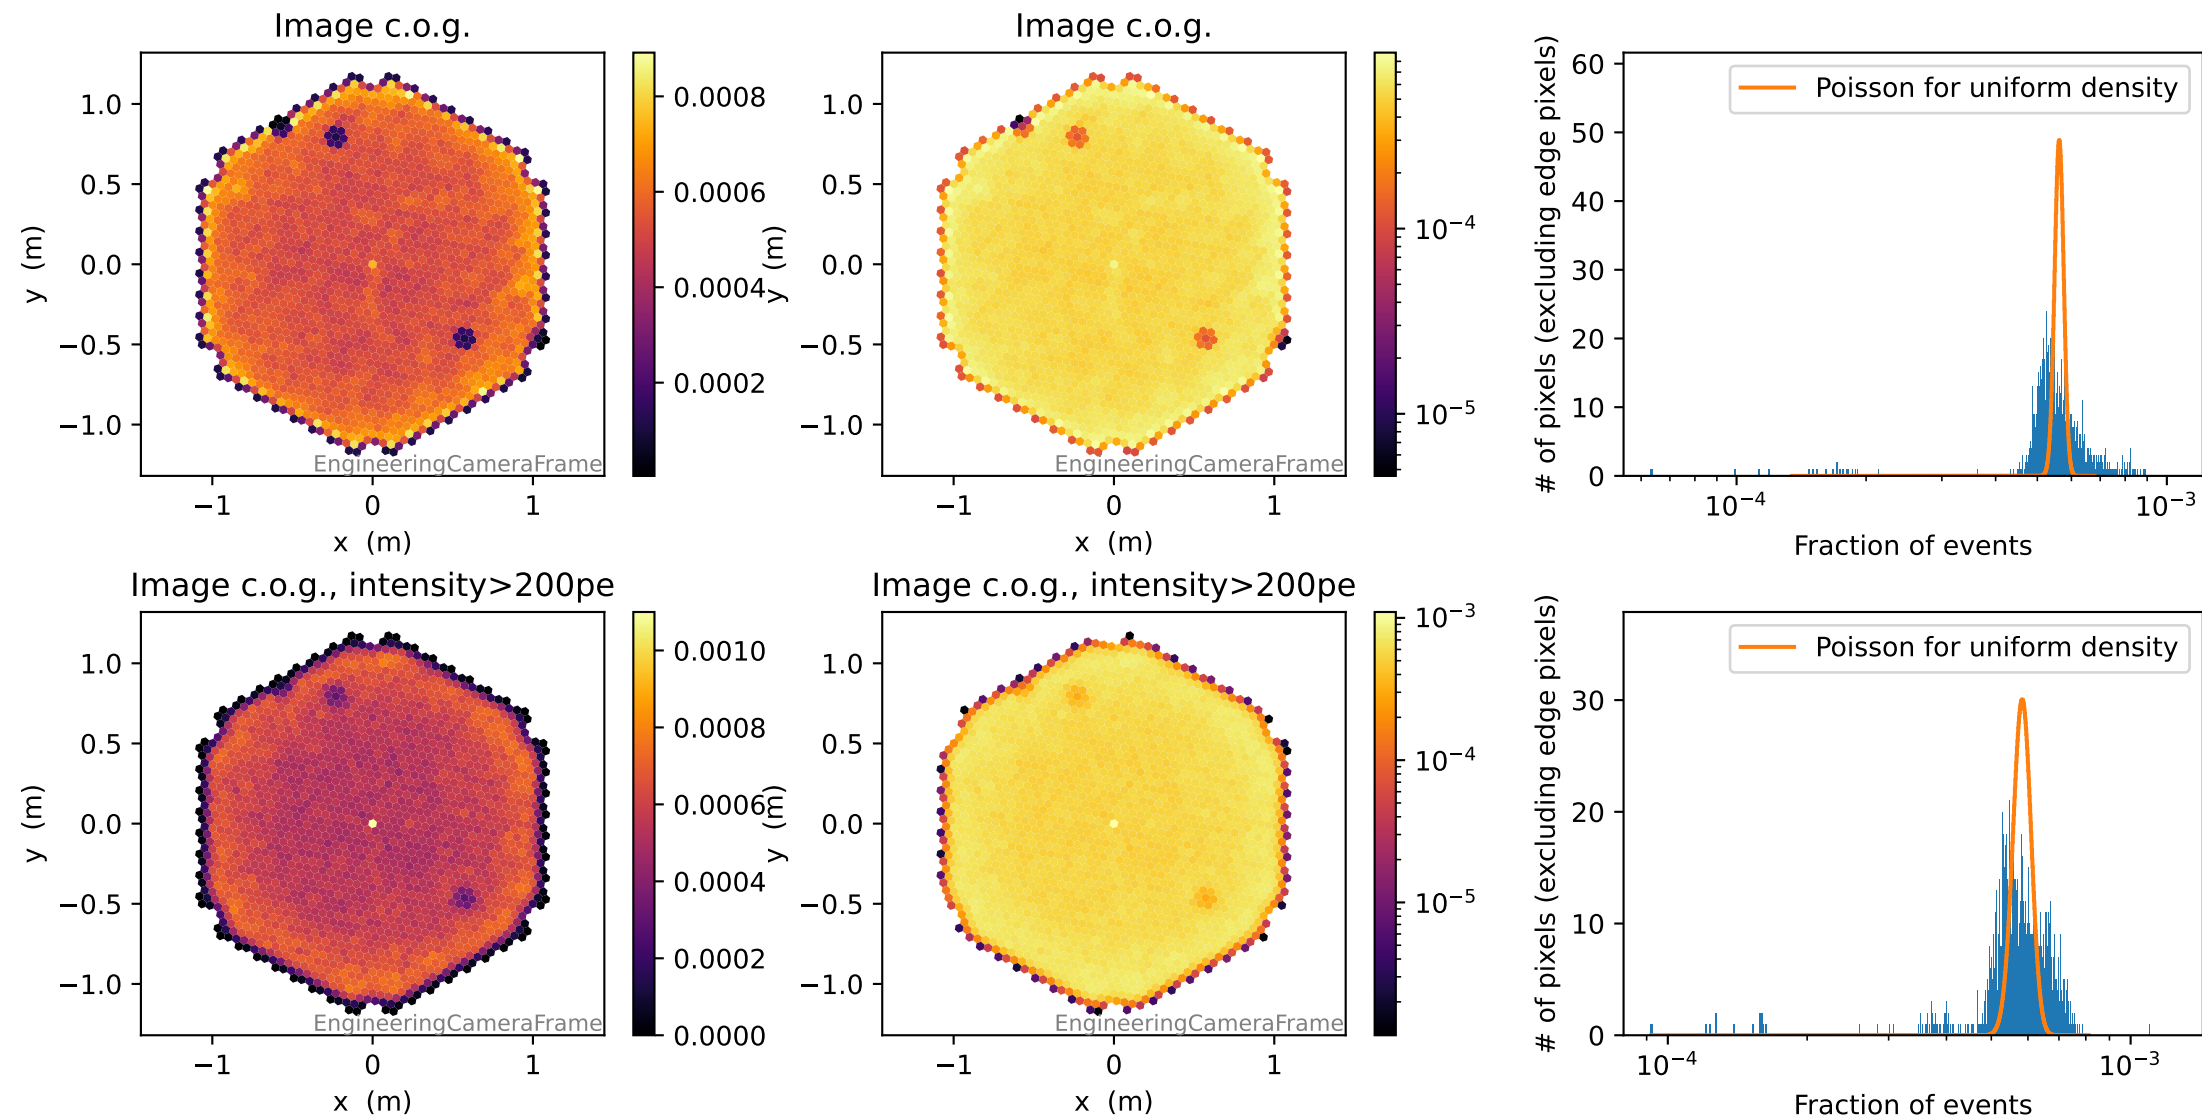 Image c.o.g.
1.0
0.5
0.0
−0.5
−1.0
y (m)
−1
0
1
x (m)
EngineeringCameraFrame
0.0008
0.0006
0.0004
0.0002
Image c.o.g.
1.0
0.5
0.0
−0.5
−1.0
y (m)
−1
0
1
x (m)
EngineeringCameraFrame
10⁻⁴
10⁻⁵
# of pixels (excluding edge pixels)
60
50
40
30
20
10
0
Poisson for uniform density
10⁻⁴
10⁻³
Fraction of events
Image c.o.g., intensity>200pe
1.0
0.5
0.0
−0.5
−1.0
y (m)
−1
0
1
x (m)
EngineeringCameraFrame
0.0010
0.0008
0.0006
0.0004
0.0002
0.0000
Image c.o.g., intensity>200pe
1.0
0.5
0.0
−0.5
−1.0
y (m)
−1
0
1
x (m)
EngineeringCameraFrame
10⁻³
10⁻⁴
10⁻⁵
# of pixels (excluding edge pixels)
30
20
10
0
Poisson for uniform density
10⁻⁴
10⁻³
Fraction of events